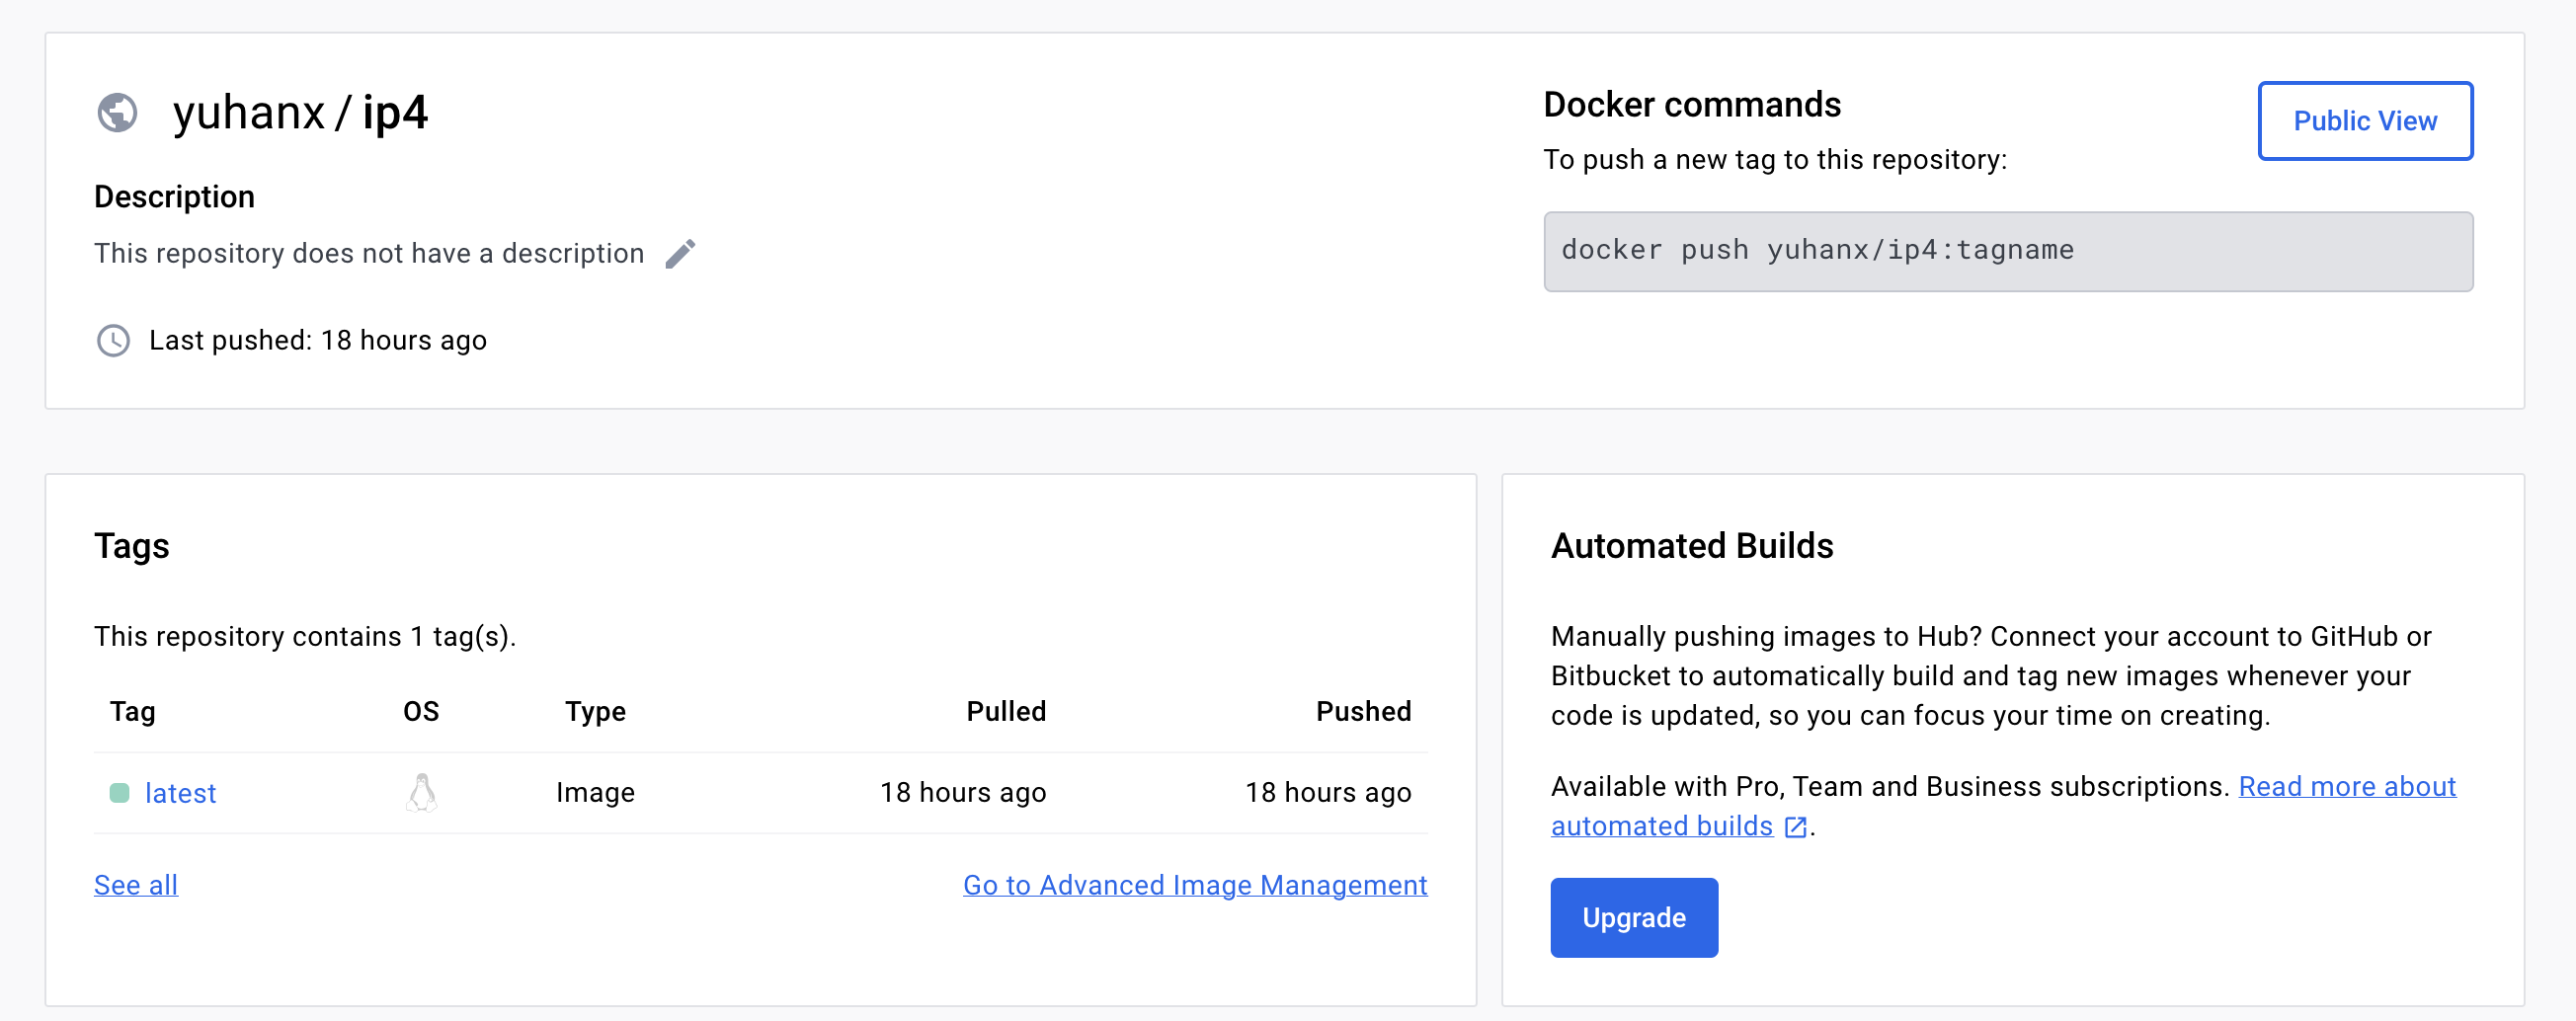 yuhanx / ip4
Description
This repository does not have a description
Last pushed: 18 hours ago
Docker commands
Public View
To push a new tag to this repository:
docker push yuhanx/ip4:tagname
Tags
This repository contains 1 tag(s).
Tag OS Type Pulled Pushed
latest Image 18 hours ago 18 hours ago
See all
Go to Advanced Image Management
Automated Builds
Manually pushing images to Hub? Connect your account to GitHub or
Bitbucket to automatically build and tag new images whenever your
code is updated, so you can focus your time on creating.
Available with Pro, Team and Business subscriptions. Read more about
automated builds .
Upgrade